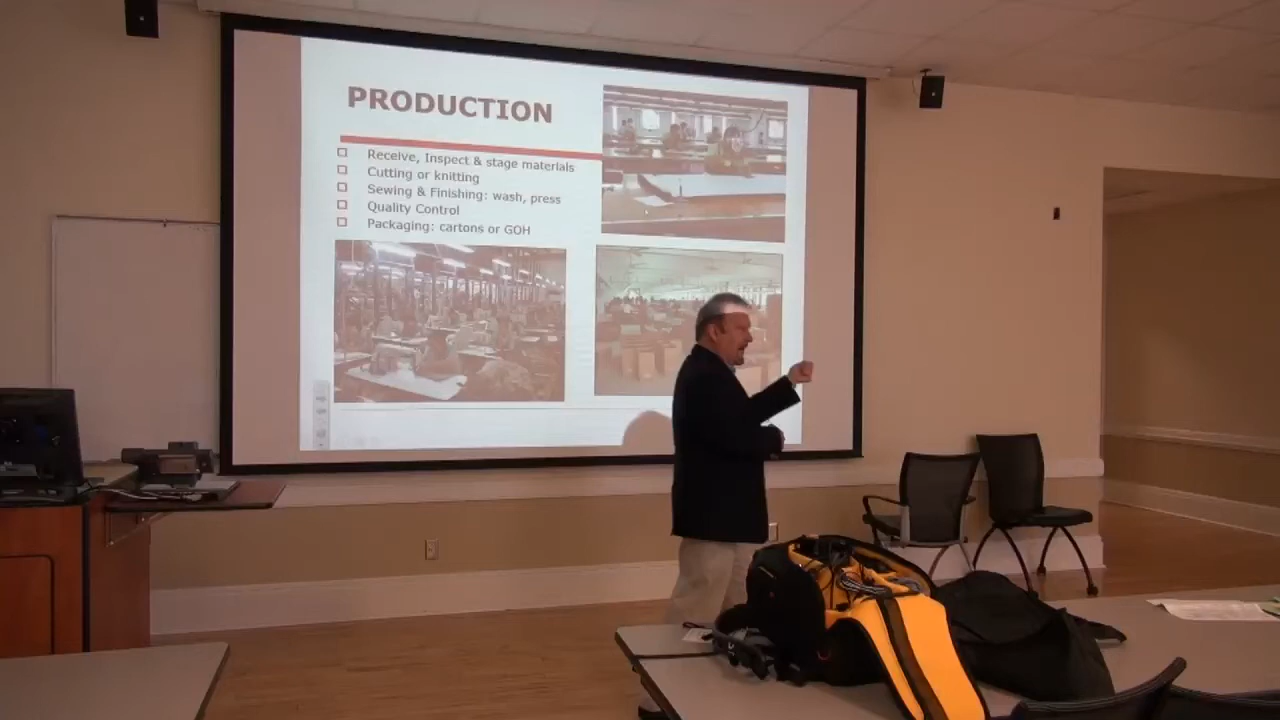 PRODUCTION
Receive, Inspect & stage materials
Cutting or knitting
Sewing & Finishing: wash, press
Quality Control
Packaging: cartons or GOH